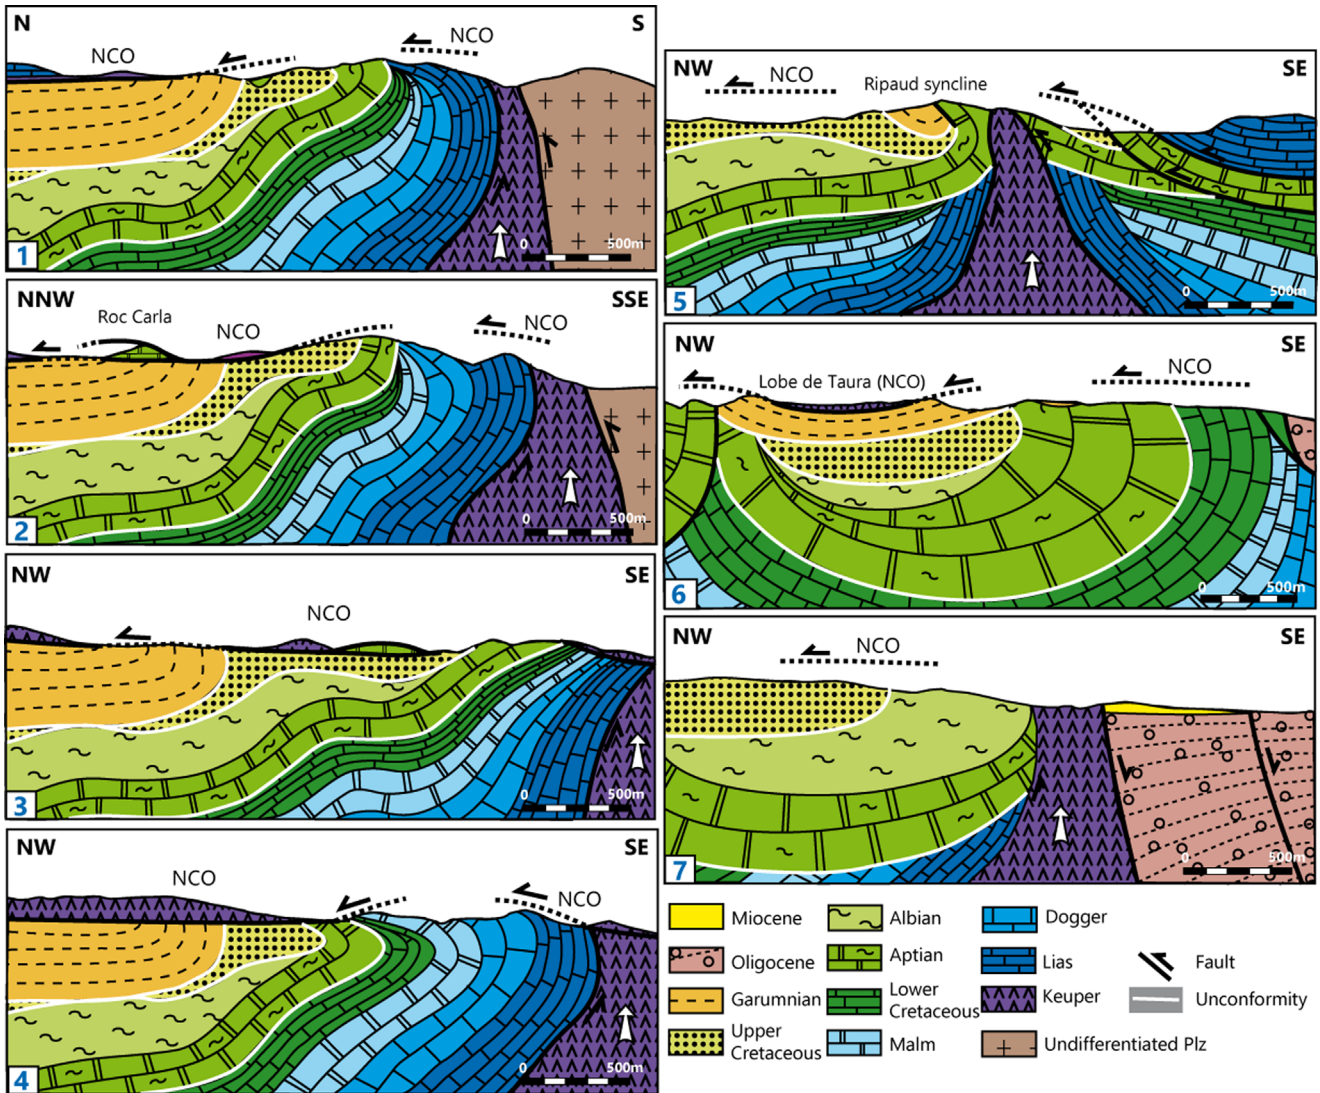 N
S
NCO
NCO
0
500m
1
NNW
SSE
Roc Carla
NCO
NCO
0
500m
2
NW
SE
NCO
0
500m
3
NW
SE
NCO
NCO
0
500m
4
NW
SE
NCO
Ripaud syncline
0
500m
5
NW
SE
Lobe de Taura (NCO)
NCO
0
500m
6
NW
SE
NCO
0
500m
7
Miocene
Oligocene
Garumnian
Upper
Cretaceous
Albian
Aptian
Lower
Cretaceous
Malm
Dogger
Lias
Keuper
Undifferentiated Plz
Fault
Unconformity